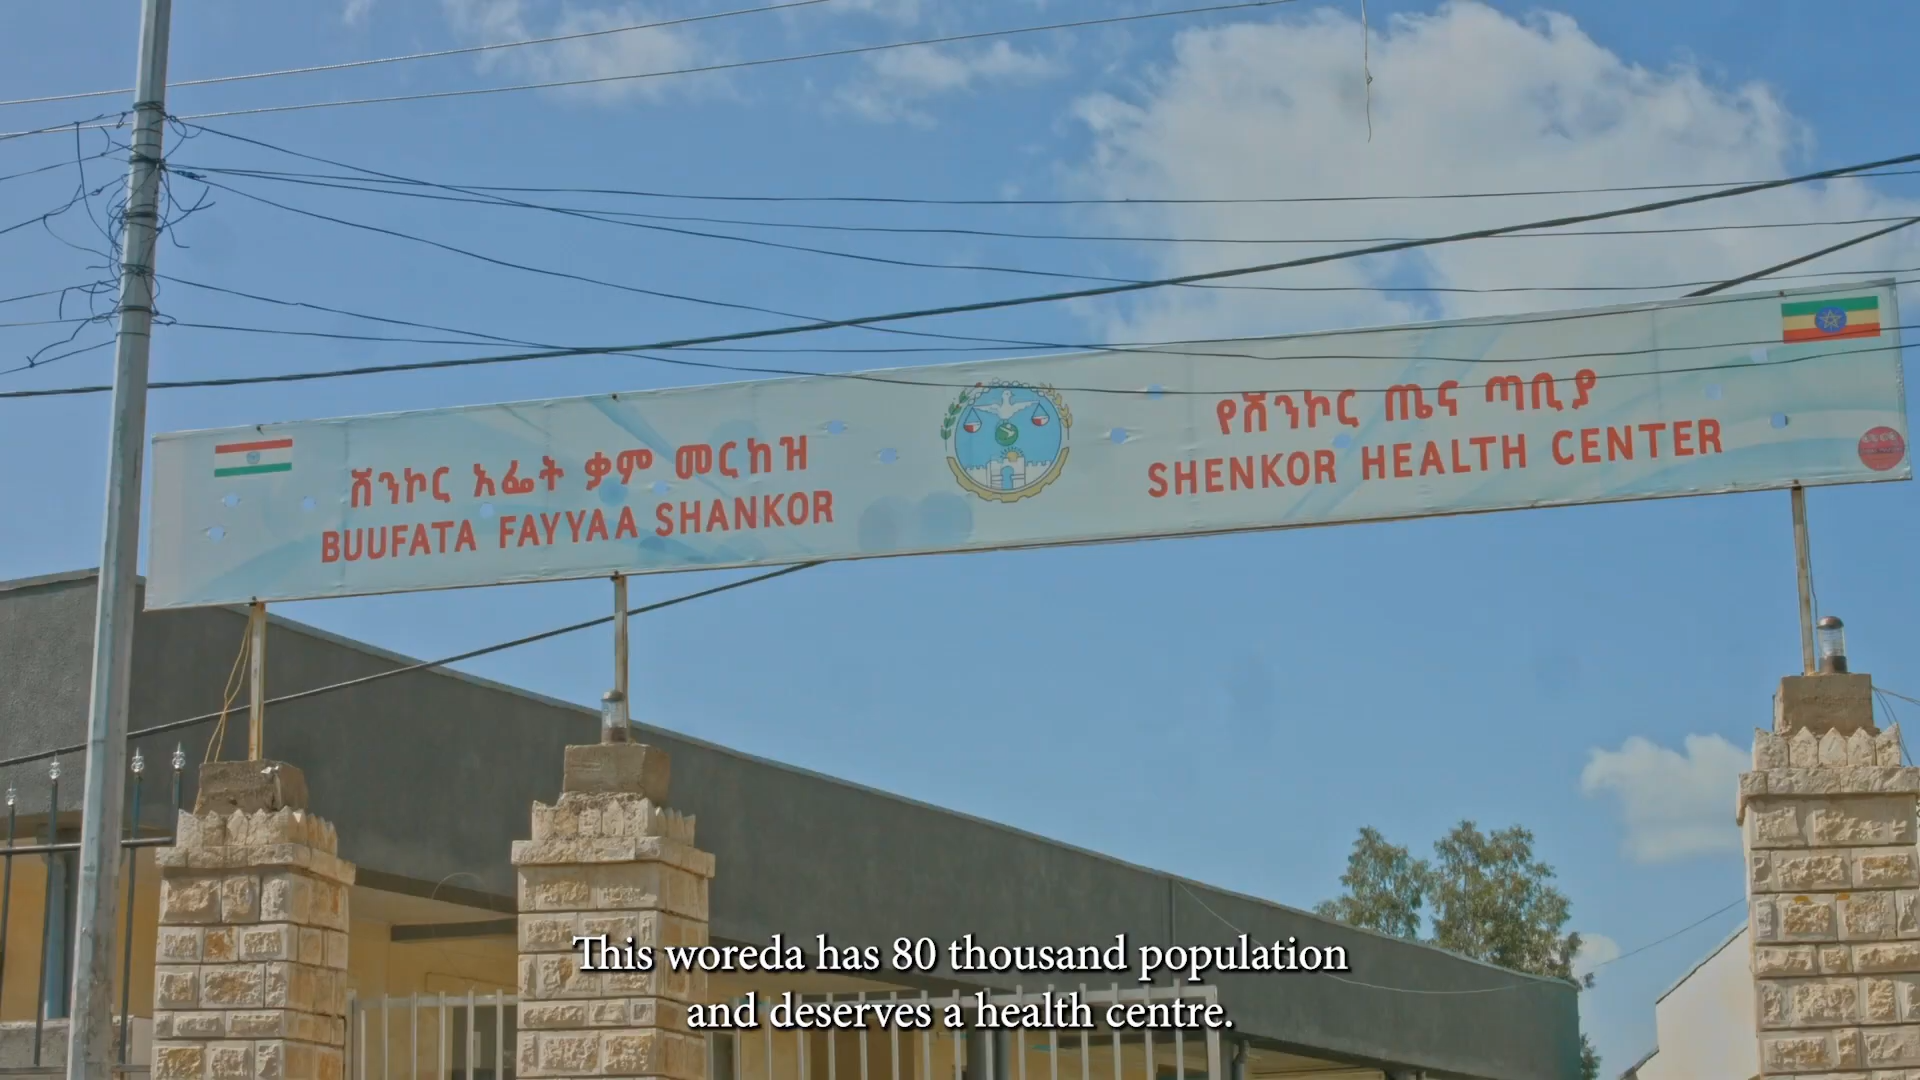 ሸንኮር አፌት ቃም መርከዝ
BUUFATA FAYYAA SHANKOR
የሸንኮር ጤና ጣቢያ
SHENKOR HEALTH CENTER
This woreda has 80 thousand population
and deserves a health centre.